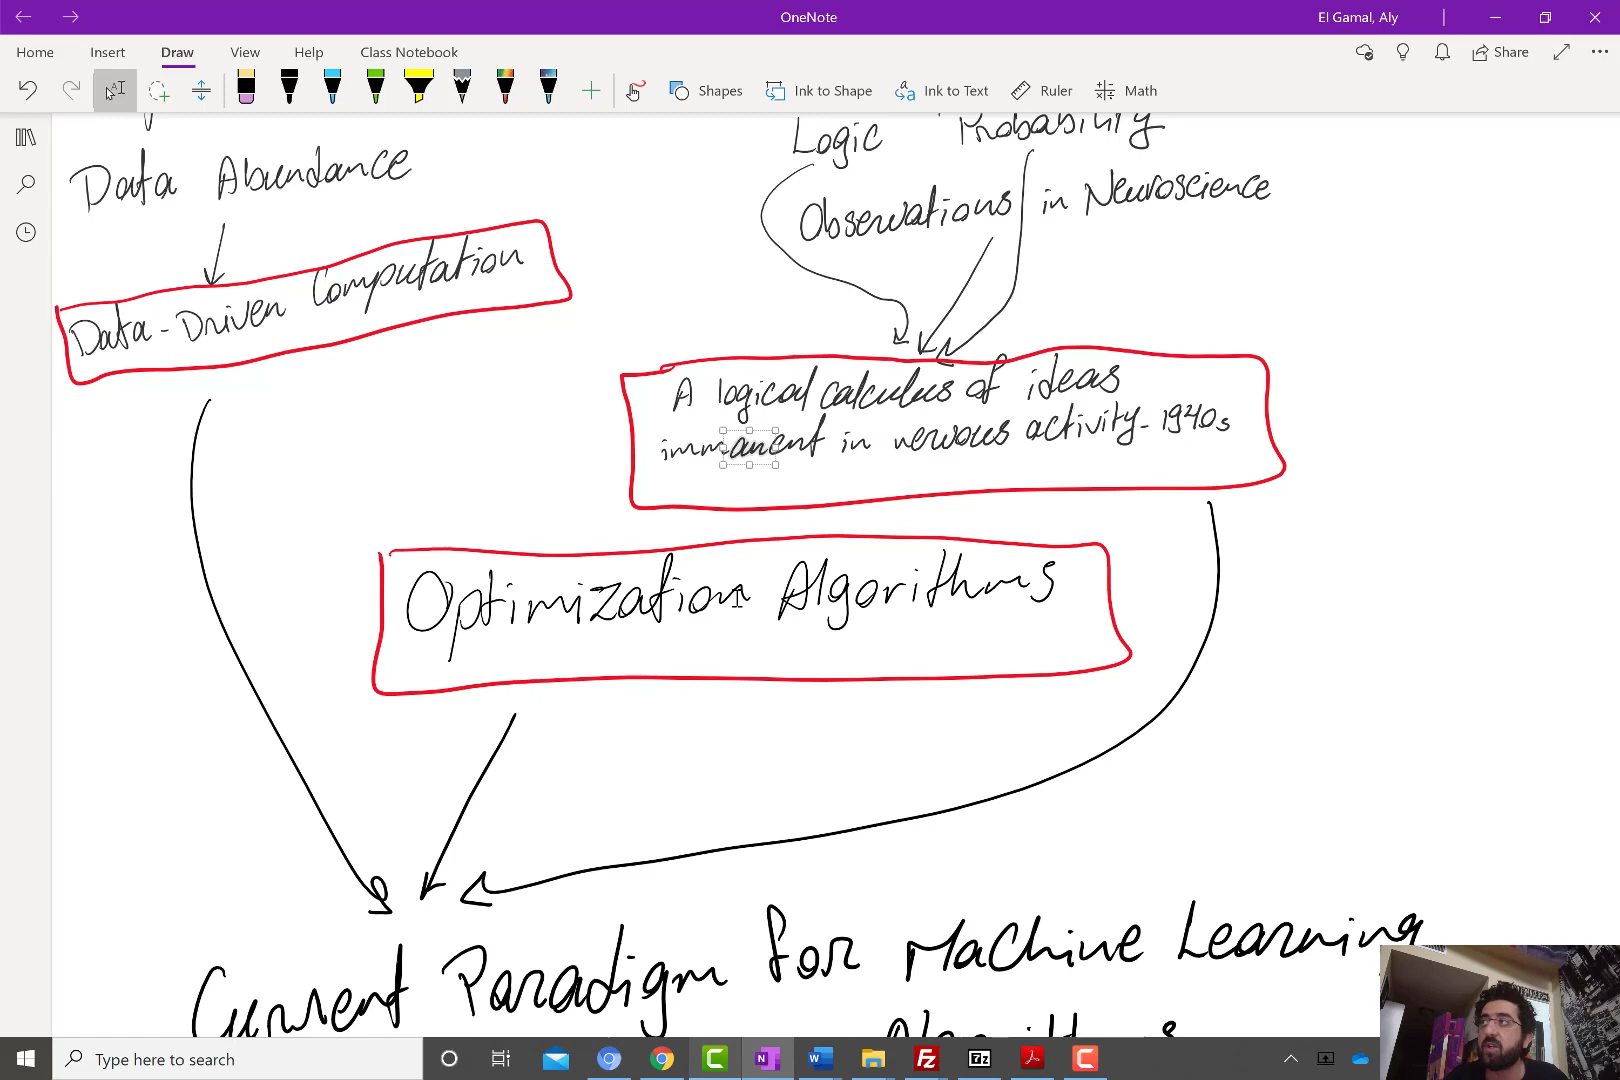 OneNote
El Gamal, Aly
Home Insert Draw View Help Class Notebook
Share
Shapes Ink to Shape Ink to Text Ruler Math
Logic Probability
Data Abundance
Observations in Neuroscience
Data-Driven Computation
A logical calculus of ideas
immanent in nervous activity-1940s
Optimization Algorithms
Current Paradigm for Machine Learning
Algorithms
Type here to search